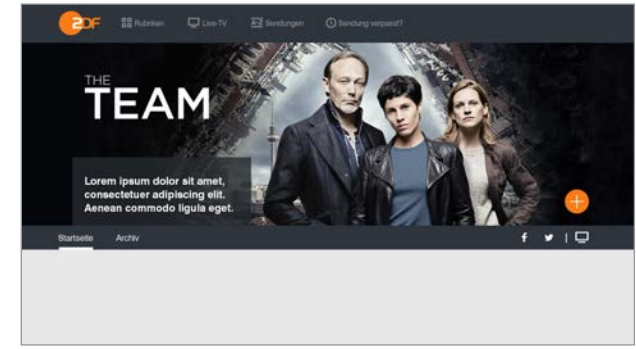 ZDF
Rubriken Live-TV A-Z Sendungen Sendung verpasst?
THE
TEAM
Lorem ipsum dolor sit amet,
consectetuer adipiscing elit.
Aenean commodo ligula eget.
Startseite Archiv